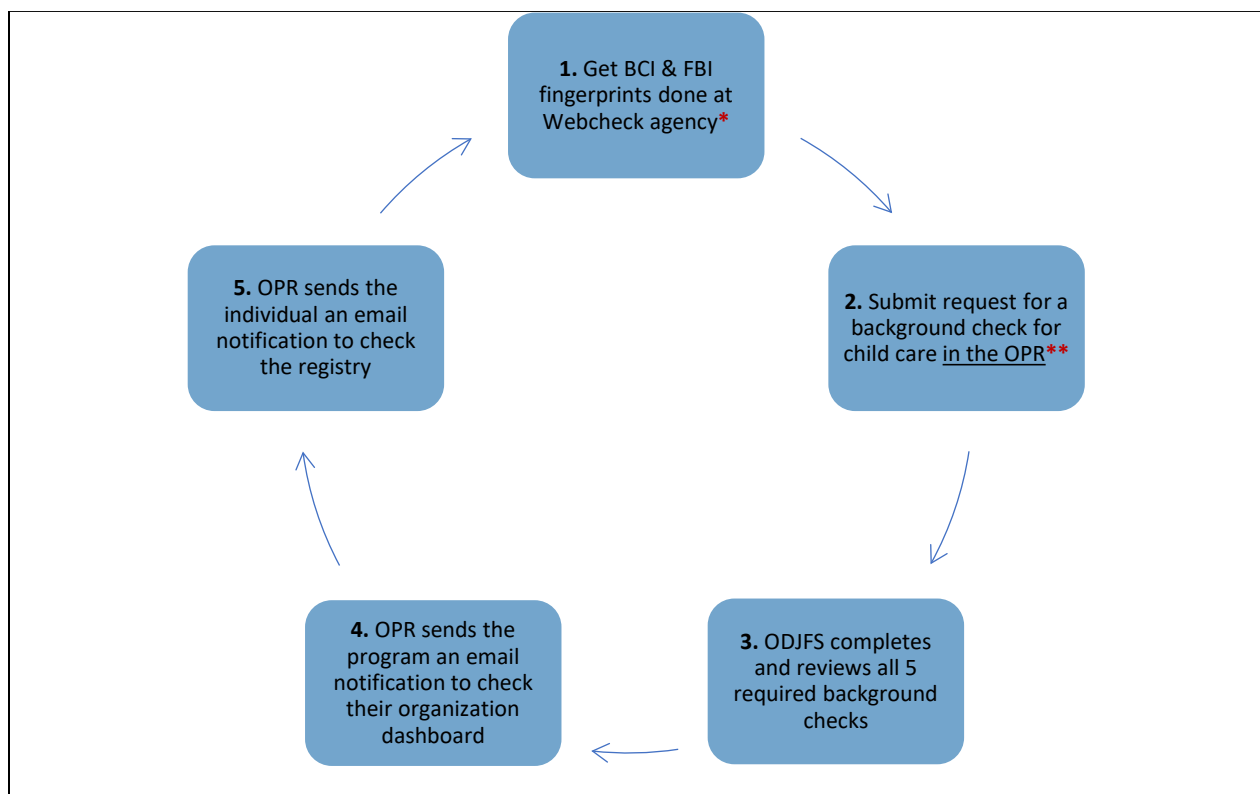 1. Get BCI & FBI
fingerprints done at
Webcheck agency*
2. Submit request for a
background check for
child care in the OPR**
3. ODJFS completes
and reviews all 5
required background
checks
4. OPR sends the
program an email
notification to check
their organization
dashboard
5. OPR sends the
individual an email
notification to check
the registry